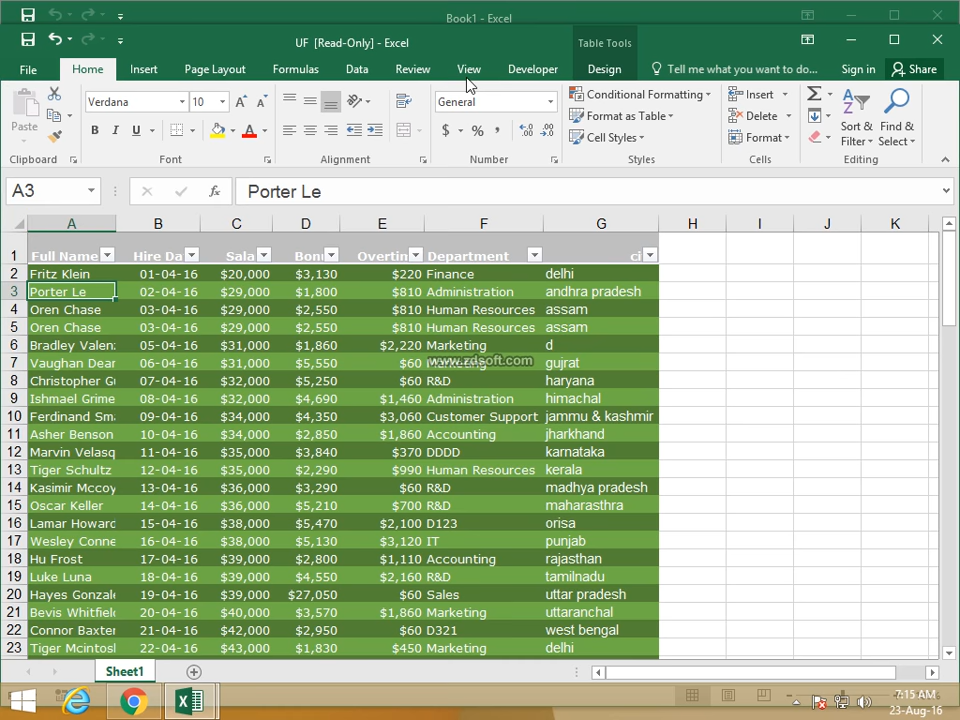 Book1 - Excel
UF [Read-Only] - Excel
Table Tools
File Home Insert Page Layout Formulas Data Review View Developer Design Tell me what you want to do... Sign in Share
Paste
Verdana 10
B I U
A A A
General
$ % , .0 .00
Conditional Formatting
Format as Table
Cell Styles
Insert
Delete
Format
Sort & Filter
Find & Select
Clipboard Font Alignment Number Styles Cells Editing
A3 fx Porter Le
A B C D E F G H I J K
1 Full Name Hire Da Sala Bon Overtin Department ci
2 Fritz Klein 01-04-16 $20,000 $3,130 $220 Finance delhi
3 Porter Le 02-04-16 $29,000 $1,800 $810 Administration andhra pradesh
4 Oren Chase 03-04-16 $29,000 $2,550 $810 Human Resources assam
5 Oren Chase 03-04-16 $29,000 $2,550 $810 Human Resources assam
6 Bradley Valen 05-04-16 $31,000 $1,860 $2,220 Marketing d
www.zdsoft.com
7 Vaughan Dear 06-04-16 $31,000 $5,550 $60 Marketing gujrat
8 Christopher G 07-04-16 $32,000 $5,250 $60 R&D haryana
9 Ishmael Grime 08-04-16 $32,000 $4,690 $1,460 Administration himachal
10 Ferdinand Sm 09-04-16 $34,000 $4,350 $3,060 Customer Support jammu & kashmir
11 Asher Benson 10-04-16 $34,000 $2,850 $1,860 Accounting jharkhand
12 Marvin Velasq 11-04-16 $35,000 $3,840 $370 DDDD karnataka
13 Tiger Schultz 12-04-16 $35,000 $2,290 $990 Human Resources kerala
14 Kasimir Mccoy 13-04-16 $36,000 $3,290 $60 R&D madhya pradesh
15 Oscar Keller 14-04-16 $36,000 $5,210 $700 R&D maharasthra
16 Lamar Howard 15-04-16 $38,000 $5,470 $2,100 D123 orisa
17 Wesley Conne 16-04-16 $38,000 $5,130 $3,120 IT punjab
18 Hu Frost 17-04-16 $39,000 $2,800 $1,110 Accounting rajasthan
19 Luke Luna 18-04-16 $39,000 $4,550 $2,160 R&D tamilnadu
20 Hayes Gonzal 19-04-16 $39,000 $27,050 $60 Sales uttar pradesh
21 Bevis Whitfiel 20-04-16 $40,000 $3,570 $1,860 Marketing uttaranchal
22 Connor Baxter 21-04-16 $42,000 $2,950 $60 D321 west bengal
23 Tiger Mcintosh 22-04-16 $43,000 $1,830 $450 Marketing delhi
Sheet1
7:15 AM
23-Aug-16